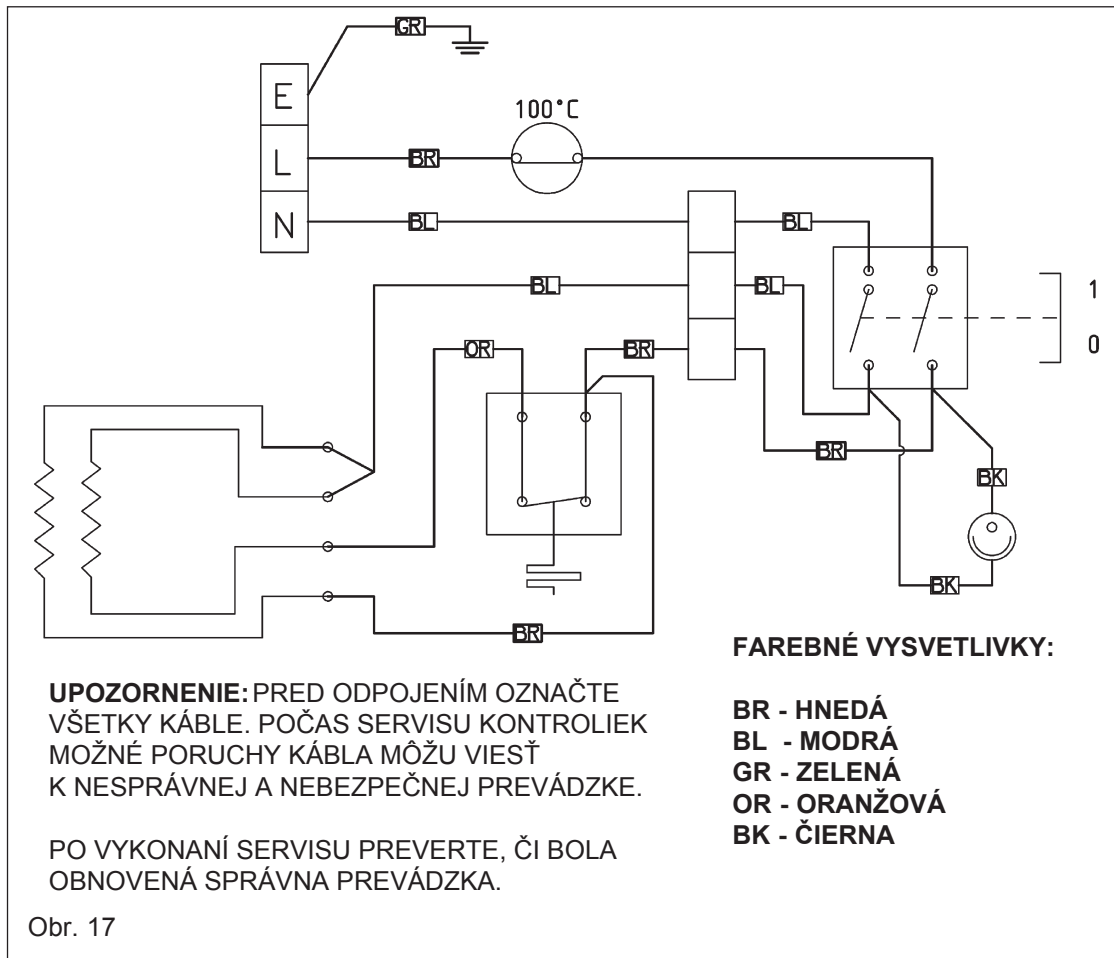 GR
E
100°C
L
BR
N
BL
BL
BL
BL
1
OR
BR
0
BR
BK
BK
BR
FAREBNÉ VYSVETLIVKY:
UPOZORNENIE: PRED ODPOJENÍM OZNAČTE
VŠETKY KÁBLE. POČAS SERVISU KONTROLIEK
MOŽNÉ PORUCHY KÁBLA MÔŽU VIESŤ
K NESPRÁVNEJ A NEBEZPEČNEJ PREVÁDZKE.
PO VYKONANÍ SERVISU PREVERTE, ČI BOLA
OBNOVENÁ SPRÁVNA PREVÁDZKA.
BR - HNEDÁ
BL - MODRÁ
GR - ZELENÁ
OR - ORANŽOVÁ
BK - ČIERNA
Obr. 17